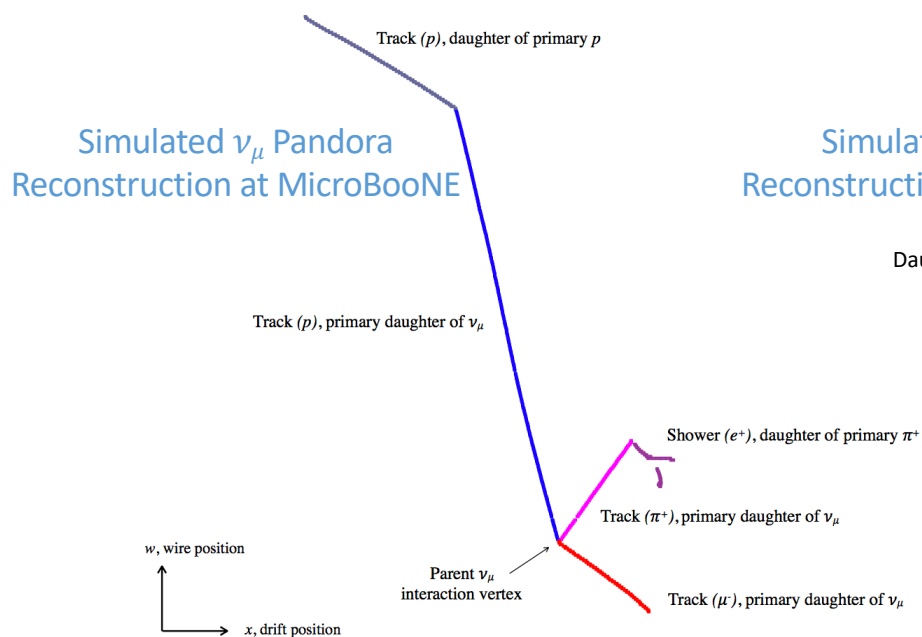 Track (p), daughter of primary p
Simulated νμ Pandora
Reconstruction at MicroBooNE
Simulat
Reconstructi
Dau
Track (p), primary daughter of νμ
Shower (e⁺), daughter of primary π⁺
Track (π⁺), primary daughter of νμ
w, wire position
Parent νμ
interaction vertex
Track (μ⁻), primary daughter of νμ
x, drift position